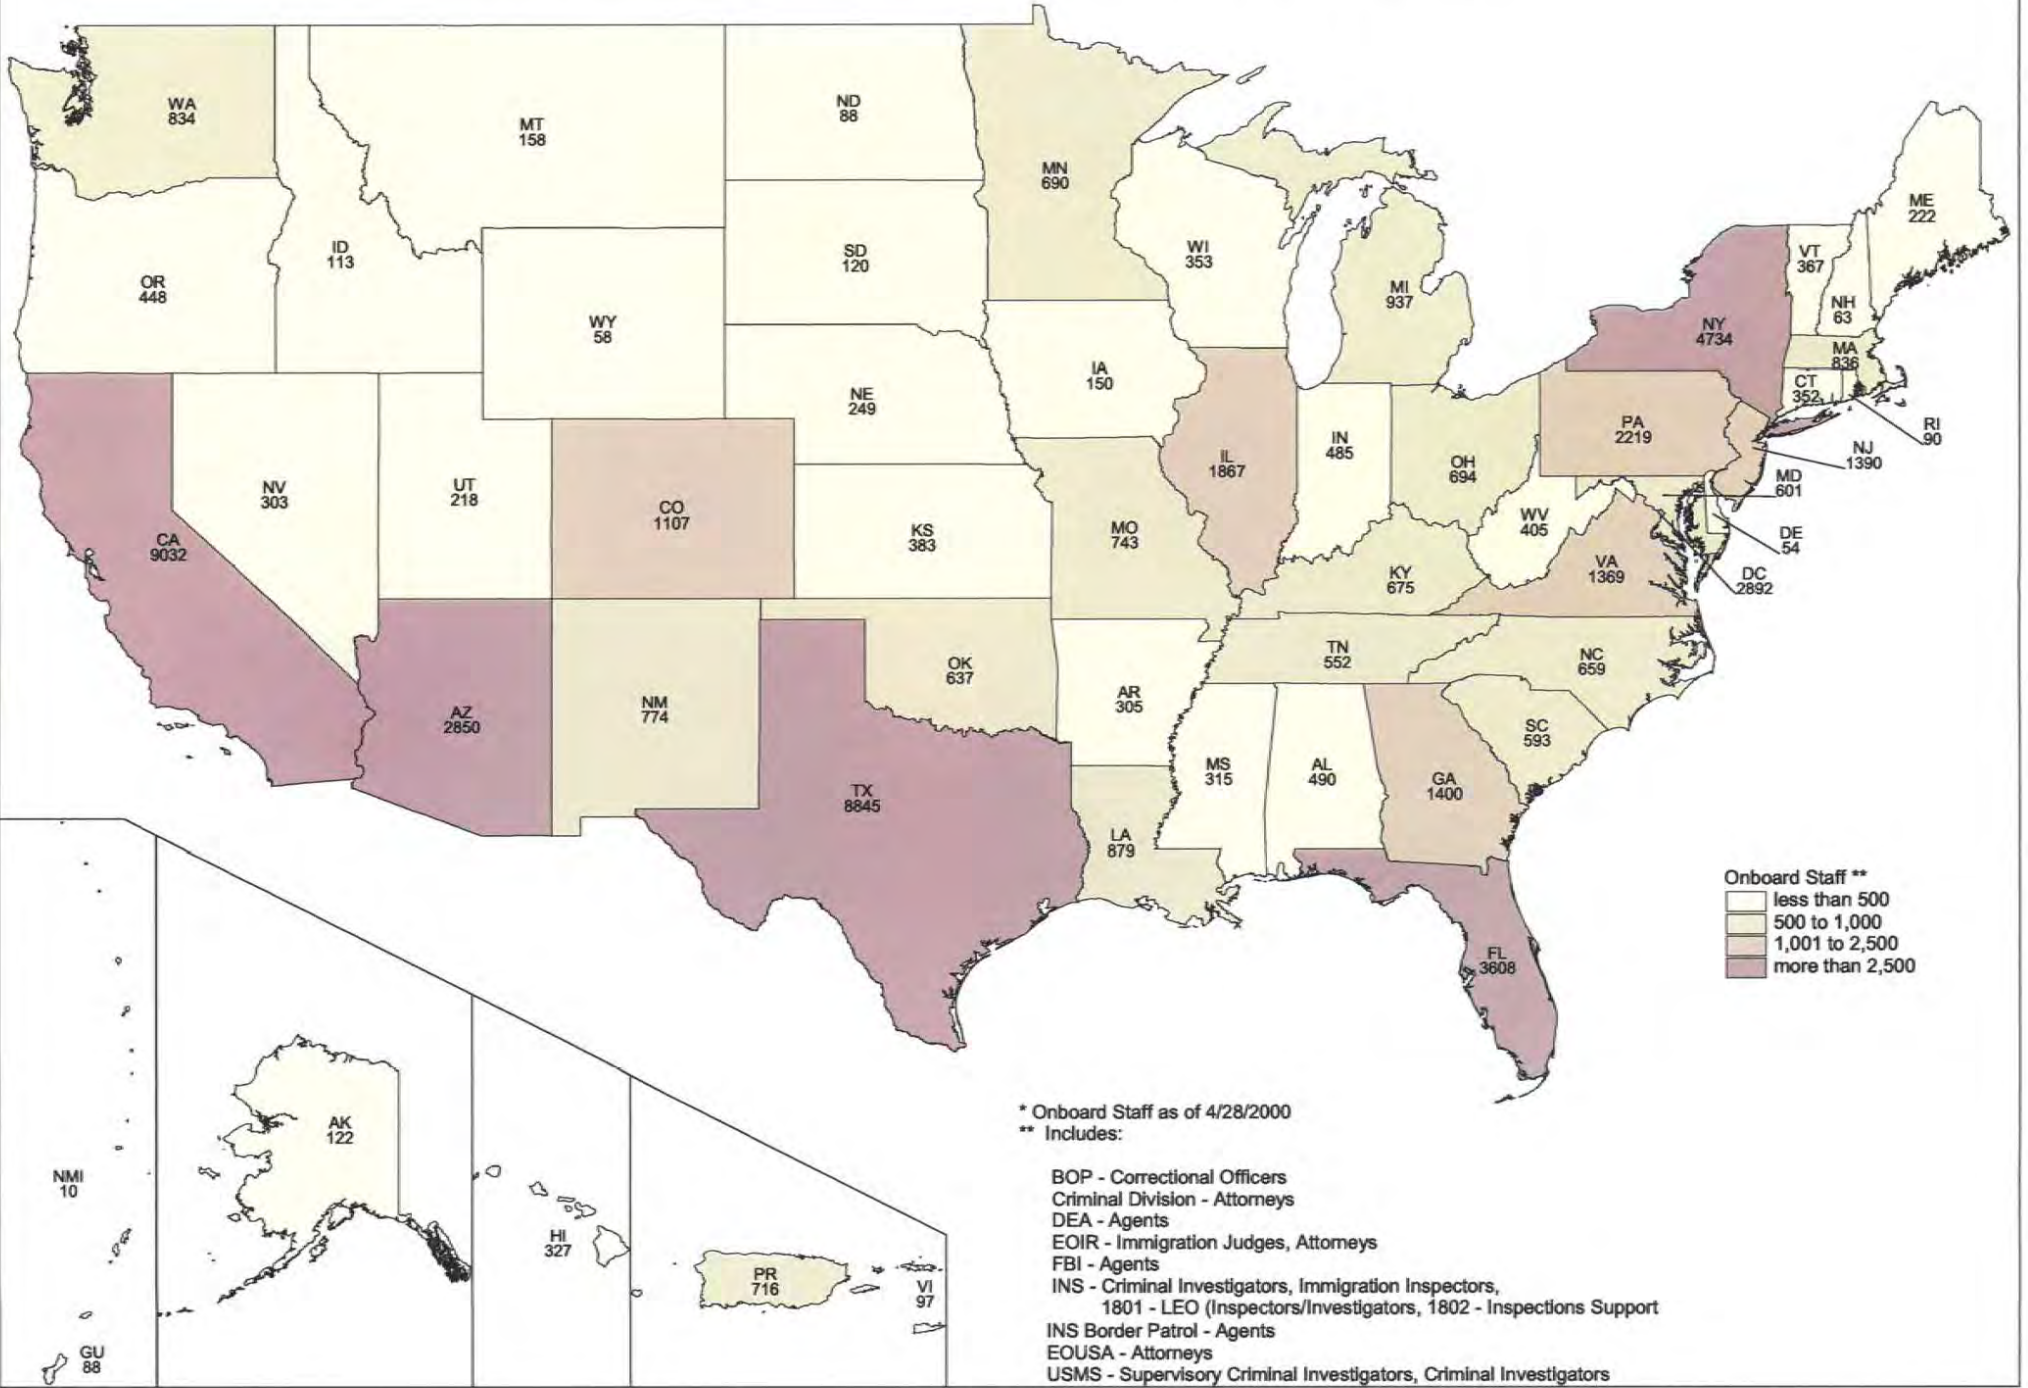 WA
834
MT
158
ND
88
MN
690
ME
222
OR
448
ID
113
WY
58
SD
120
WI
353
MI
937
NY
4734
VT
367
NH
63
MA
836
CT
352
RI
90
NJ
1390
PA
2219
MD
601
DE
54
DC
2892
NE
249
IA
150
IL
1867
IN
485
OH
694
WV
405
VA
1369
CA
9032
NV
303
UT
218
CO
1107
KS
383
MO
743
KY
675
AZ
2850
NM
774
OK
637
AR
305
TN
552
NC
659
SC
593
TX
8845
LA
879
MS
315
AL
490
GA
1400
FL
3608
Onboard Staff **
less than 500
500 to 1,000
1,001 to 2,500
more than 2,500
NMI
10
GU
88
AK
122
HI
327
PR
716
VI
97
* Onboard Staff as of 4/28/2000
** Includes:
BOP - Correctional Officers
Criminal Division - Attorneys
DEA - Agents
EOIR - Immigration Judges, Attorneys
FBI - Agents
INS - Criminal Investigators, Immigration Inspectors,
1801 - LEO (Inspectors/Investigators, 1802 - Inspections Support
INS Border Patrol - Agents
EOUSA - Attorneys
USMS - Supervisory Criminal Investigators, Criminal Investigators